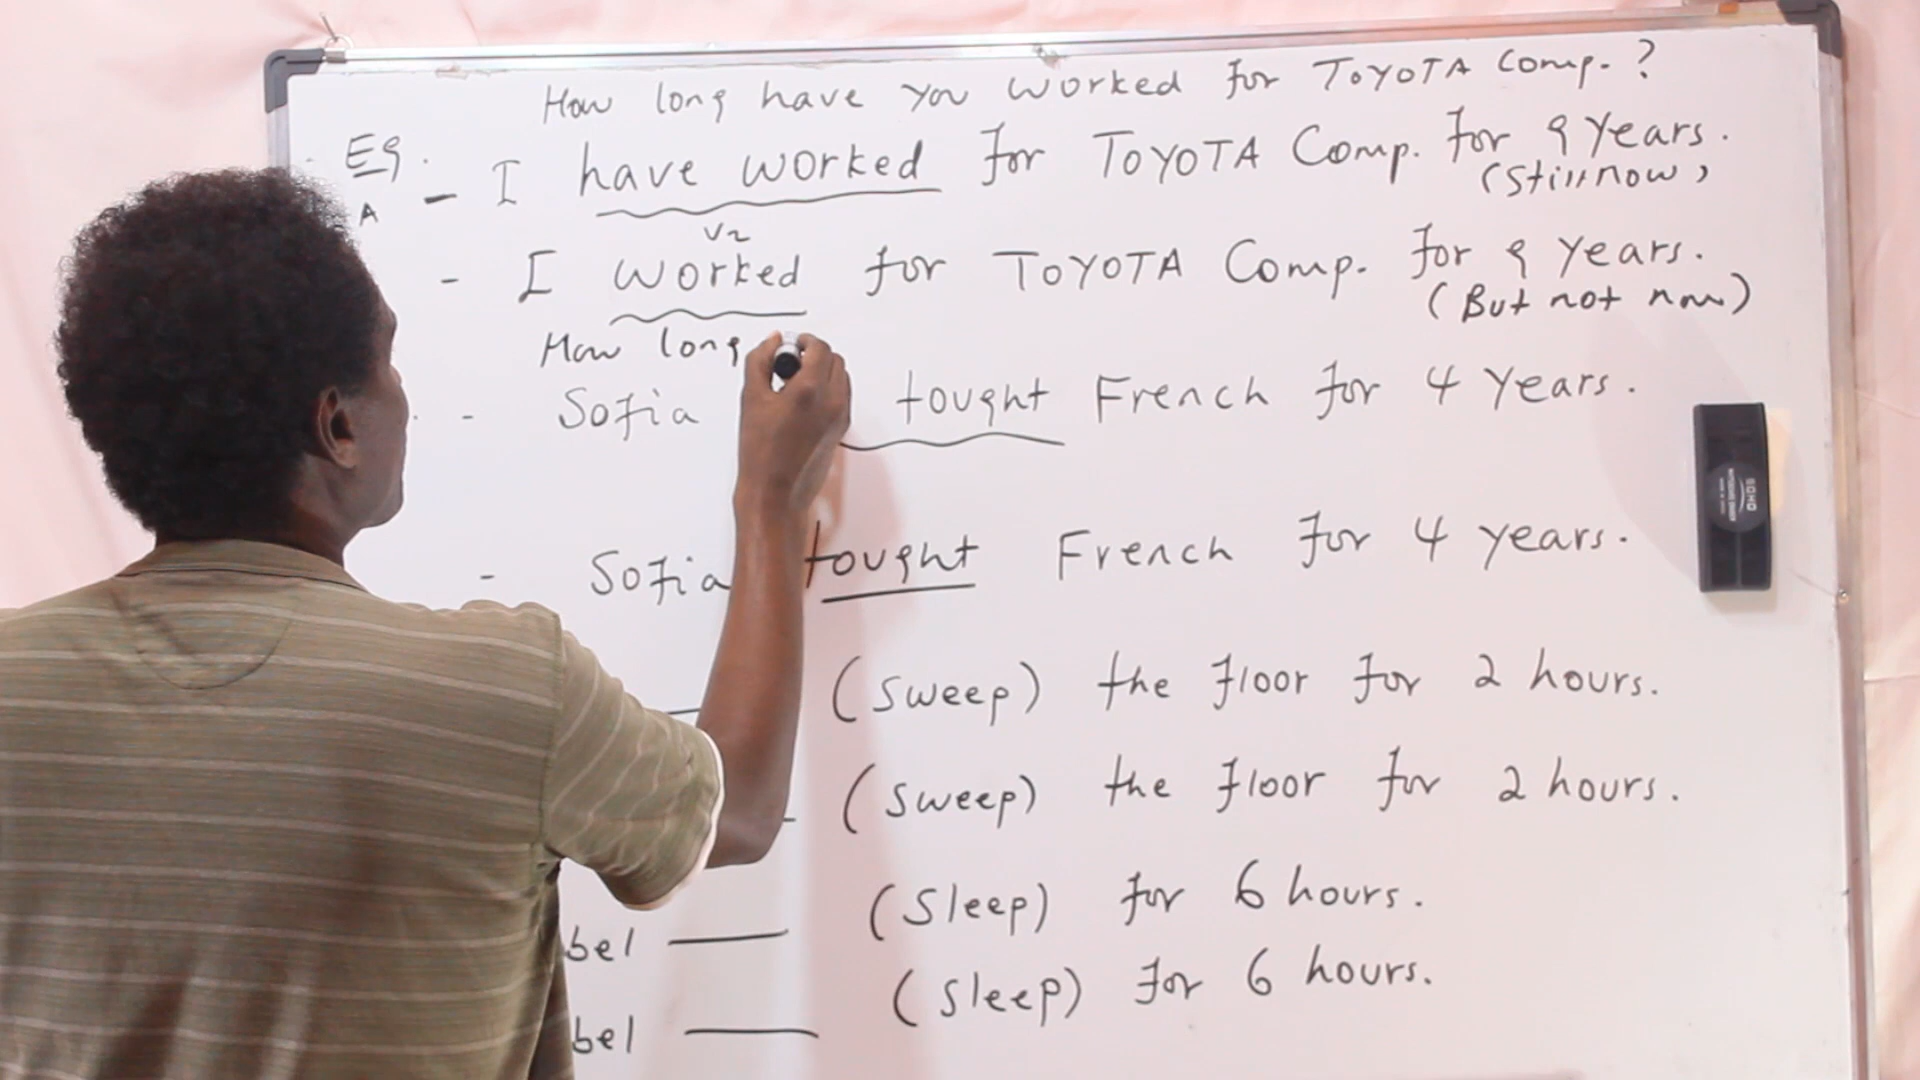 How long have you worked for TOYOTA Comp. ?
Eg.
A - I have worked for TOYOTA Comp. for 9 Years.
(Still now)
V2
- I worked for TOYOTA Comp. for 9 Years.
(But not now)
How long
- Sofia tought French for 4 Years.
- Sofia tought French for 4 years.
(Sweep) the floor for 2 hours.
(Sweep) the floor for 2 hours.
bel ___ (Sleep) for 6 hours.
bel ___ (Sleep) for 6 hours.